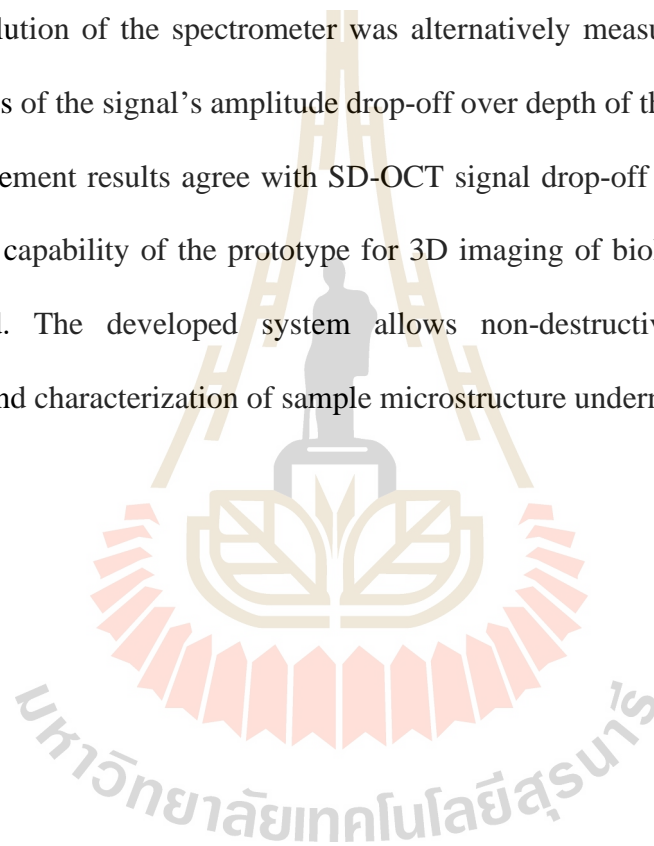 lution of the spectrometer was alternatively measu
s of the signal's amplitude drop-off over depth of th
ement results agree with SD-OCT signal drop-off
capability of the prototype for 3D imaging of biol
l. The developed system allows non-destructiv
nd characterization of sample microstructure undern
มหาวิทยาลัยเทคโนโลยีสุรนารี